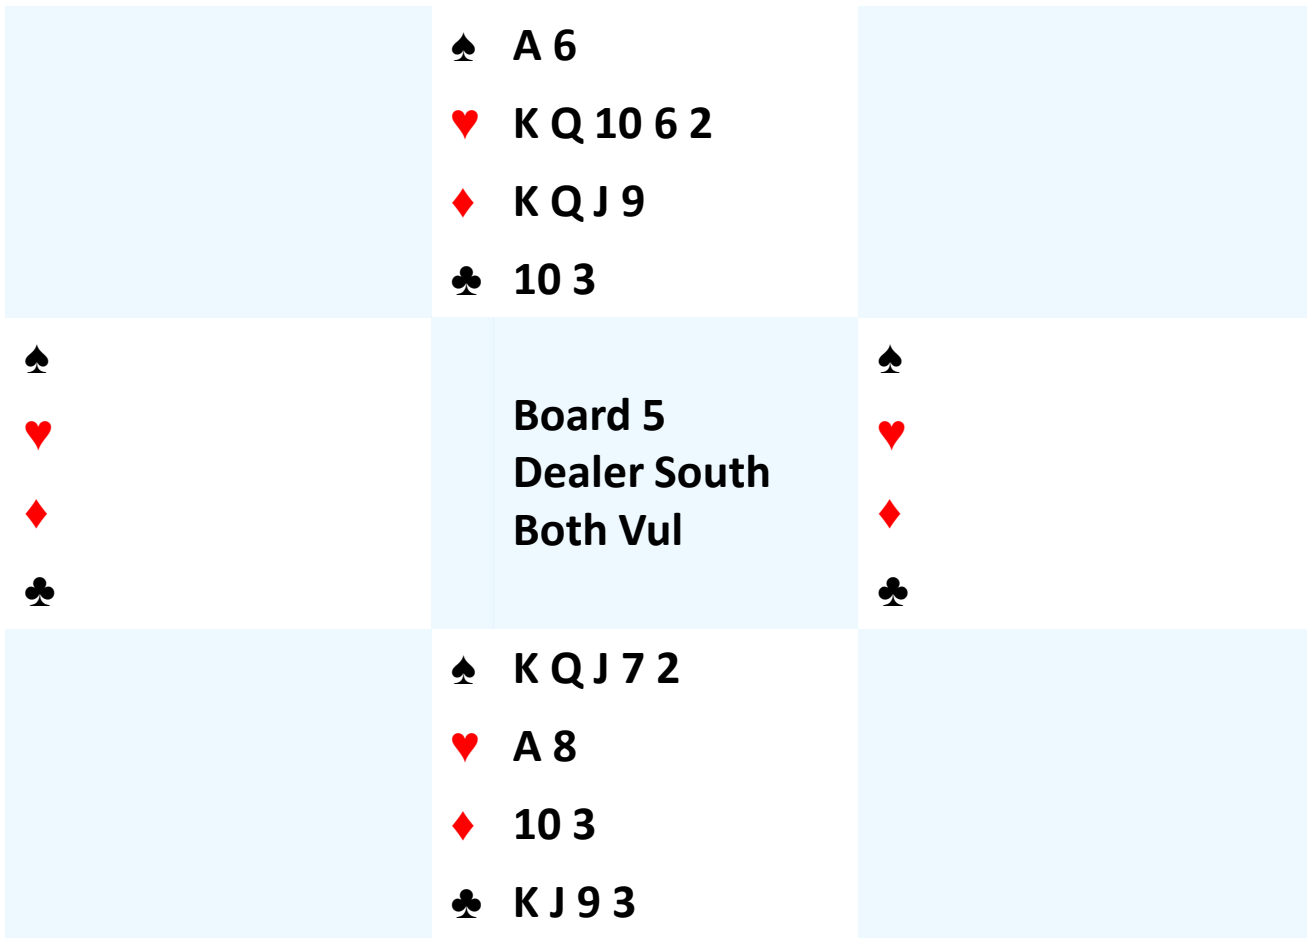 ♠ A 6
♥ K Q 10 6 2
♦ K Q J 9
♣ 10 3
♠
♥
♦
♣
Board 5
Dealer South
Both Vul
♠
♥
♦
♣
♠ K Q J 7 2
♥ A 8
♦ 10 3
♣ K J 9 3